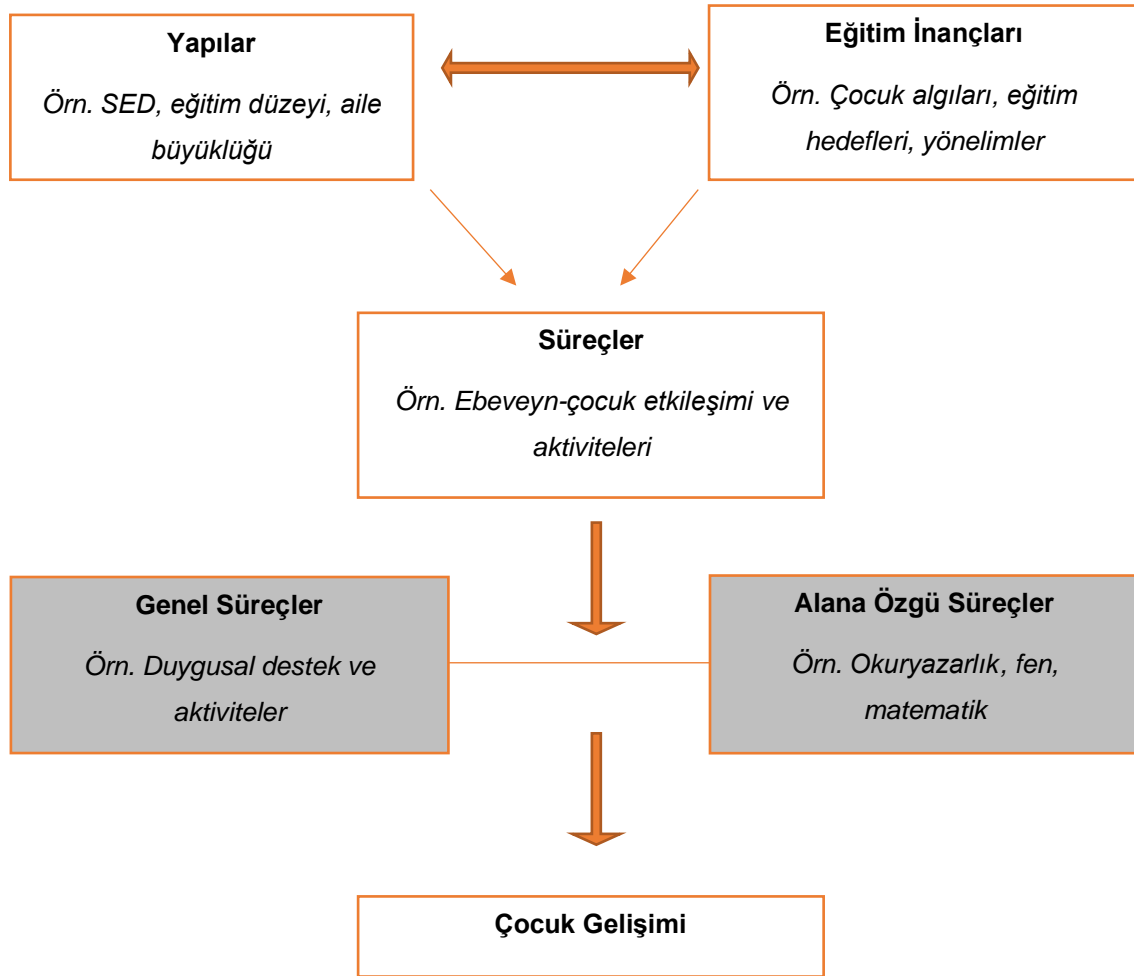 Yapılar
Örn. SED, eğitim düzeyi, aile
büyüklüğü
Eğitim İnançları
Örn. Çocuk algıları, eğitim
hedefleri, yönelimler
Süreçler
Örn. Ebeveyn-çocuk etkileşimi ve
aktiviteleri
Genel Süreçler
Örn. Duygusal destek ve
aktiviteler
Alana Özgü Süreçler
Örn. Okuryazarlık, fen,
matematik
Çocuk Gelişimi